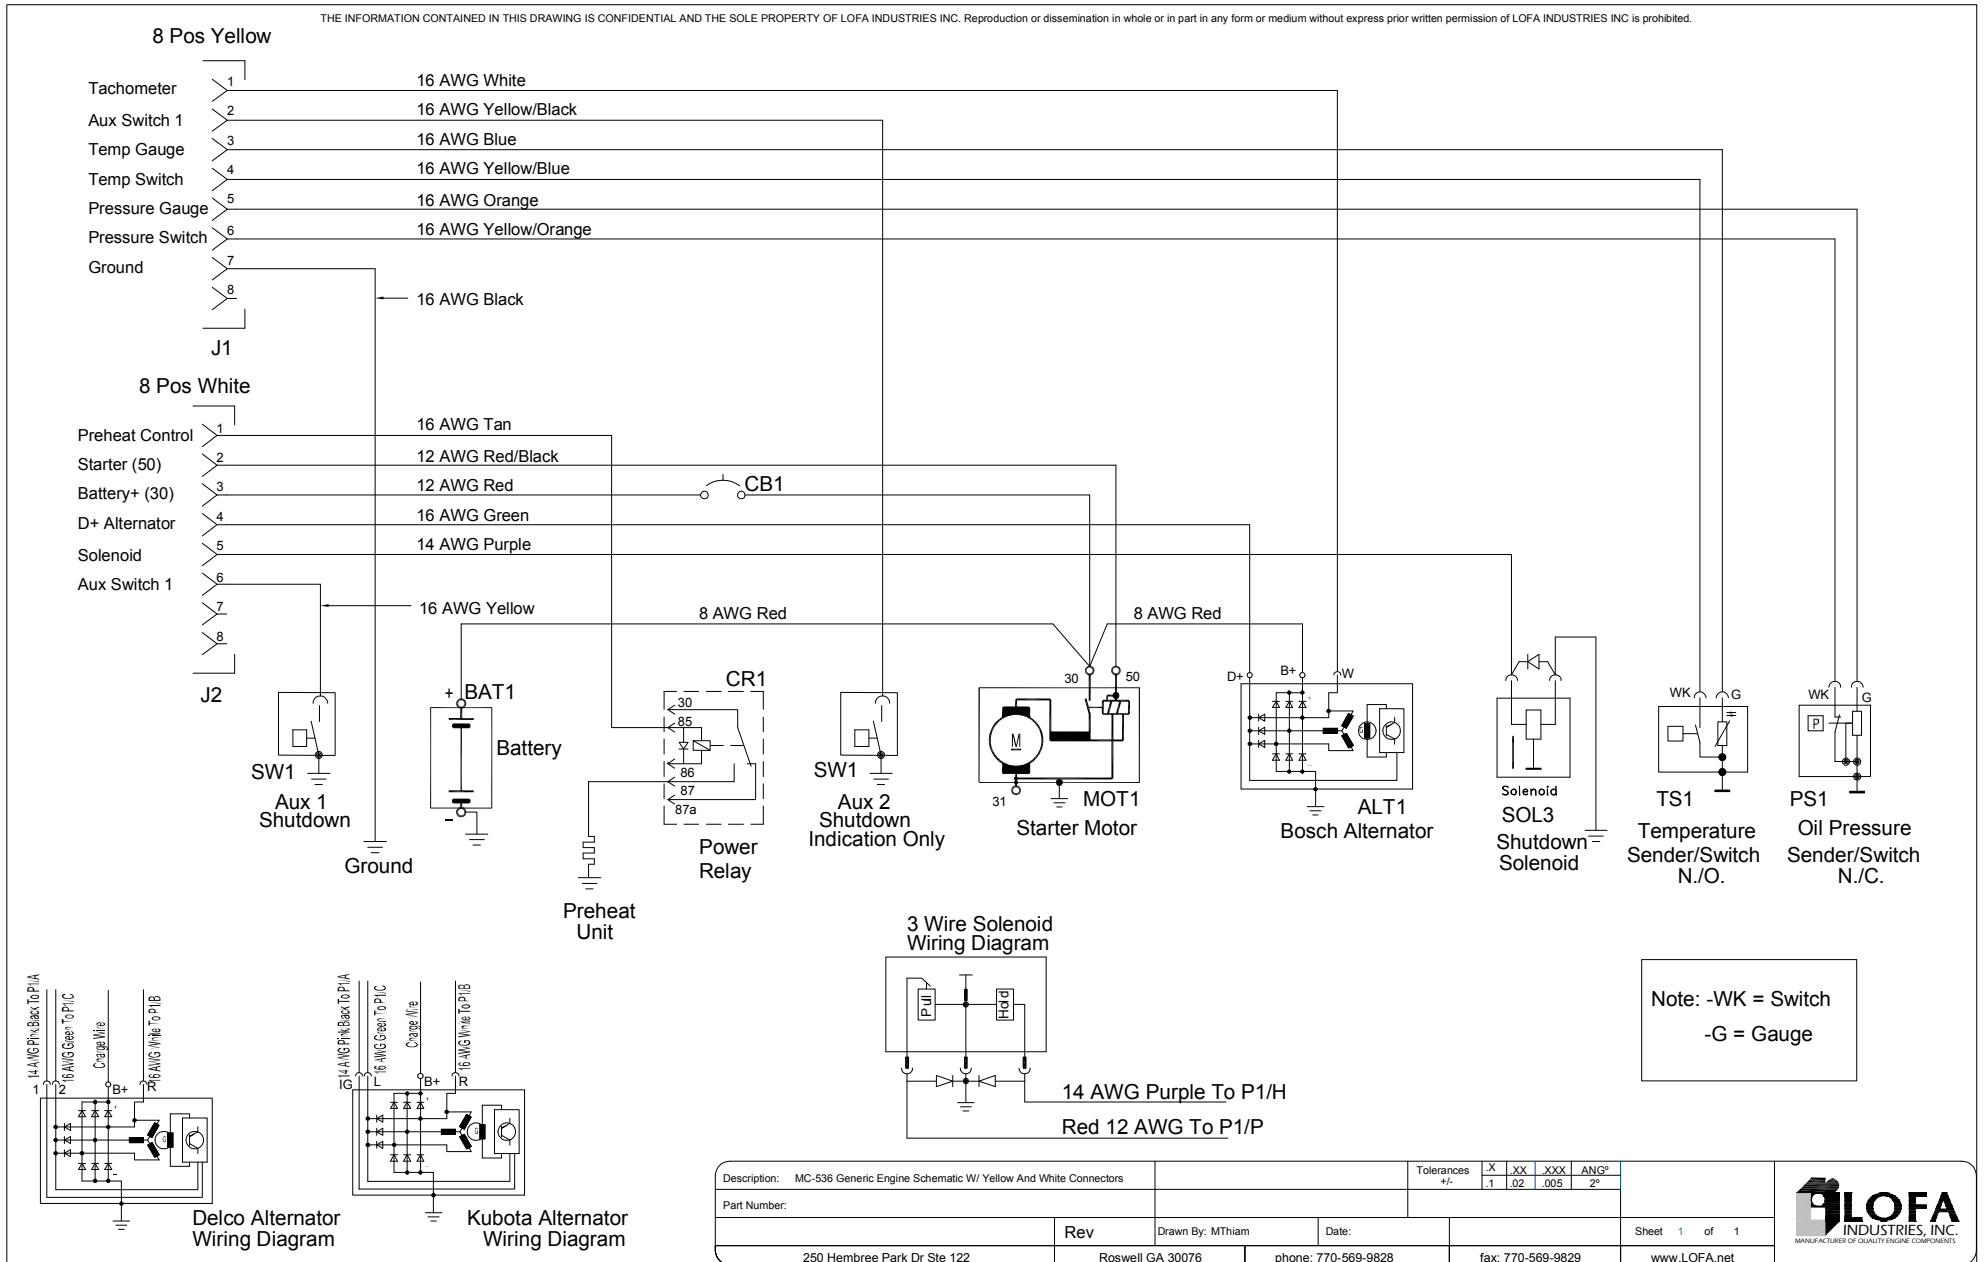 THE INFORMATION CONTAINED IN THIS DRAWING IS CONFIDENTIAL AND THE SOLE PROPERTY OF LOFA INDUSTRIES INC. Reproduction or dissemination in whole or in part in any form or medium without express prior written permission of LOFA INDUSTRIES INC is prohibited.
8 Pos Yellow
Tachometer 1 16 AWG White
Aux Switch 1 2 16 AWG Yellow/Black
Temp Gauge 3 16 AWG Blue
Temp Switch 4 16 AWG Yellow/Blue
Pressure Gauge 5 16 AWG Orange
Pressure Switch 6 16 AWG Yellow/Orange
Ground 7
8 16 AWG Black
J1
8 Pos White
Preheat Control 1 16 AWG Tan
Starter (50) 2 12 AWG Red/Black
Battery+ (30) 3 12 AWG Red CB1
D+ Alternator 4 16 AWG Green
Solenoid 5 14 AWG Purple
Aux Switch 1 6
7 16 AWG Yellow 8 AWG Red 8 AWG Red
8
J2
SW1
Aux 1
Shutdown
Ground
+ BAT1
Battery
-
CR1
30
85
86
87
87a
Power
Relay
Preheat
Unit
SW1
Aux 2
Shutdown
Indication Only
30 50
M
31
MOT1
Starter Motor
D+ B+ W
+
-
G
ALT1
Bosch Alternator
Solenoid
SOL3
Shutdown
Solenoid
WK G
TS1
Temperature
Sender/Switch
N./O.
WK G
P
PS1
Oil Pressure
Sender/Switch
N./C.
3 Wire Solenoid
Wiring Diagram
Pull Hold
14 AWG Purple To P1/H
Red 12 AWG To P1/P
Note: -WK = Switch
-G = Gauge
14 AWG Pink/Black To P1/A
16 AWG Green To P1/C
Charge Wire
16 AWG White To P1/B
1 2 B+ R
+
-
G
Delco Alternator
Wiring Diagram
14 AWG Pink/Black To P1/A
16 AWG Green To P1/C
Charge Wire
16 AWG White To P1/B
IG L B+ R
+
-
G
Kubota Alternator
Wiring Diagram
Description: MC-536 Generic Engine Schematic W/ Yellow And White Connectors
Tolerances .X .XX .XXX ANGº
+/- .1 .02 .005 2º
Part Number:
Rev Drawn By: MThiam Date: Sheet 1 of 1
250 Hembree Park Dr Ste 122 Roswell GA 30076 phone: 770-569-9828 fax: 770-569-9829 www.LOFA.net
LOFA
INDUSTRIES, INC.
MANUFACTURER OF QUALITY ENGINE COMPONENTS